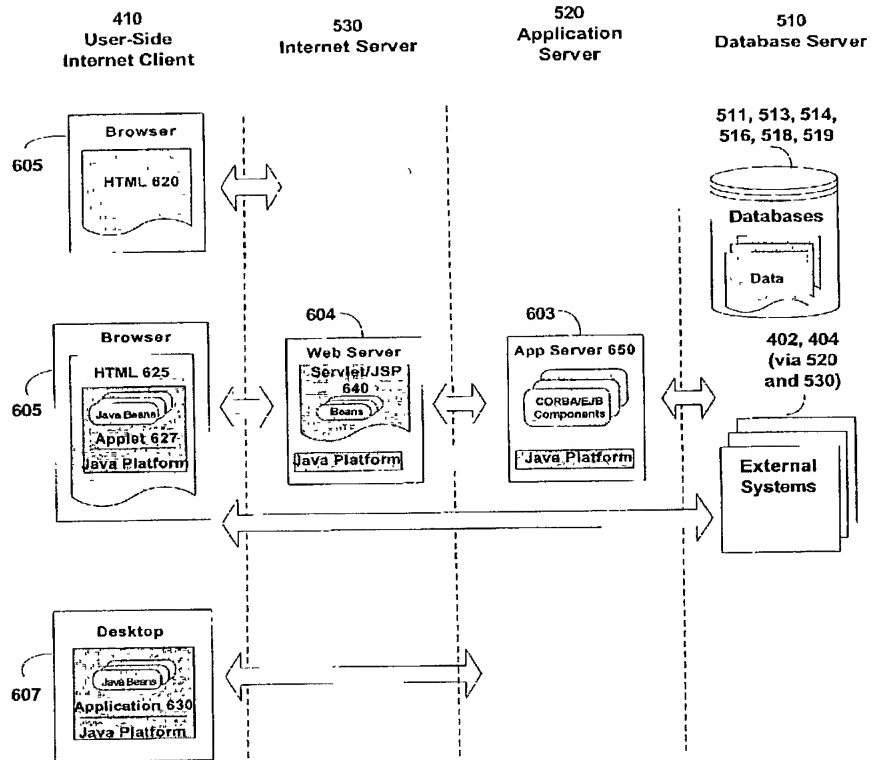 410
User-Side
Internet Client
530
Internet Server
520
Application
Server
510
Database Server
605
Browser
HTML 620
511, 513, 514,
516, 518, 519
Databases
Data
605
Browser
HTML 625
Java Beans
Applet 627
Java Platform
604
Web Server
Servlet/JSP
640
Beans
Java Platform
603
App Server 650
CORBA/EJB
Components
Java Platform
402, 404
(via 520
and 530)
External
Systems
607
Desktop
Java Beans
Application 630
Java Platform